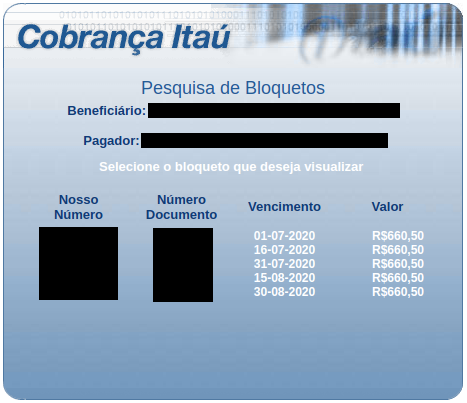 Cobrança Itaú
Pesquisa de Bloquetos
Beneficiário:
Pagador:
Selecione o bloqueto que deseja visualizar
Nosso Número Número Documento Vencimento Valor
01-07-2020 R$660,50
16-07-2020 R$660,50
31-07-2020 R$660,50
15-08-2020 R$660,50
30-08-2020 R$660,50